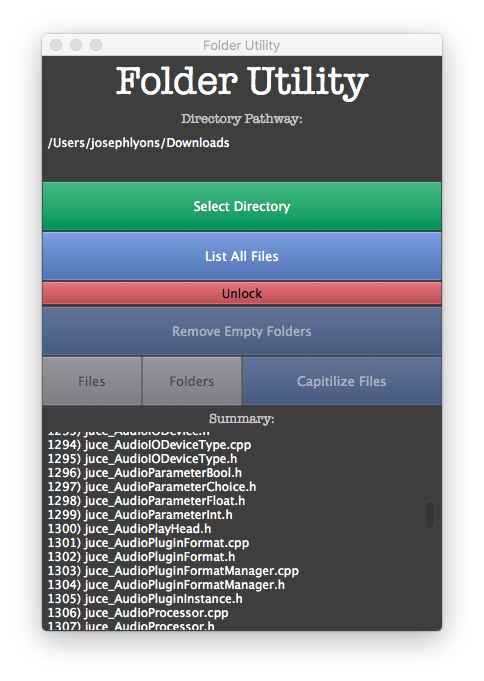 Folder Utility
Folder Utility
Directory Pathway:
/Users/josephlyons/Downloads
Select Directory
List All Files
Unlock
Remove Empty Folders
Files Folders Capitilize Files
Summary:
1293) juce_AudioIODevice.h
1294) juce_AudioIODeviceType.cpp
1295) juce_AudioIODeviceType.h
1296) juce_AudioParameterBool.h
1297) juce_AudioParameterChoice.h
1298) juce_AudioParameterFloat.h
1299) juce_AudioParameterInt.h
1300) juce_AudioPlayHead.h
1301) juce_AudioPluginFormat.cpp
1302) juce_AudioPluginFormat.h
1303) juce_AudioPluginFormatManager.cpp
1304) juce_AudioPluginFormatManager.h
1305) juce_AudioPluginInstance.h
1306) juce_AudioProcessor.cpp
1307) juce_AudioProcessor.h